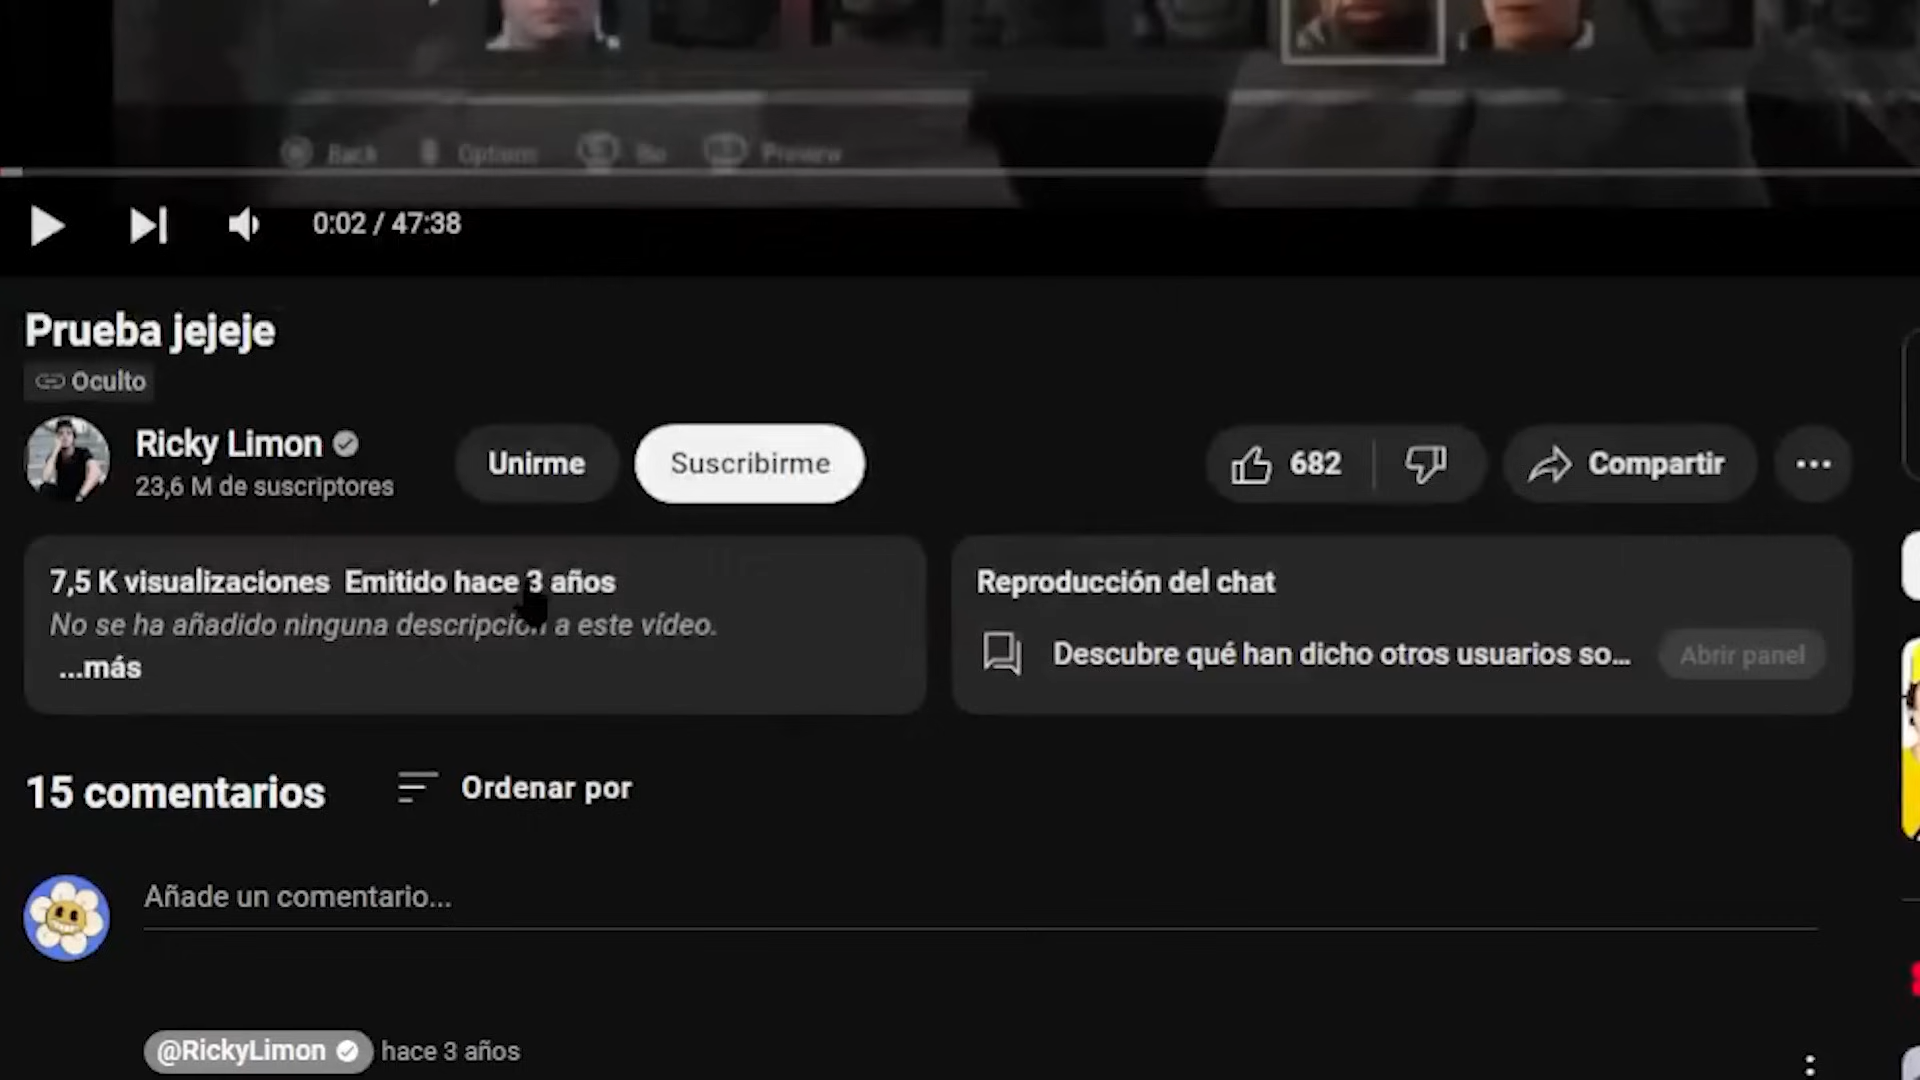 Back Options Bio Preview
0:02 / 47:38
Prueba jejeje
Oculto
Ricky Limon
23,6 M de suscriptores
Unirme
Suscribirme
682
Compartir
7,5 K visualizaciones Emitido hace 3 años
No se ha añadido ninguna descripción a este vídeo.
...más
Reproducción del chat
Descubre qué han dicho otros usuarios so...
Abrir panel
15 comentarios
Ordenar por
Añade un comentario...
@RickyLimon hace 3 años